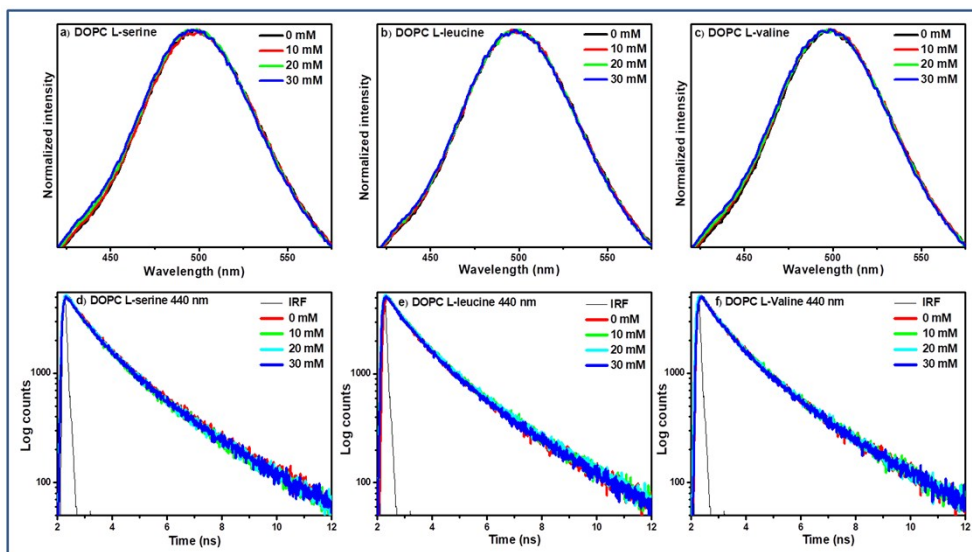 a) DOPC L-serine
0 mM
10 mM
20 mM
30 mM
Normalized intensity
450
500
550
Wavelength (nm)
b) DOPC L-leucine
0 mM
10 mM
20 mM
30 mM
Normalized intensity
450
500
550
Wavelength (nm)
c) DOPC L-valine
0 mM
10 mM
20 mM
30 mM
Normalized intensity
450
500
550
Wavelength (nm)
d) DOPC L-serine 440 nm
IRF
0 mM
10 mM
20 mM
30 mM
Log counts
1000
100
2
4
6
8
10
12
Time (ns)
e) DOPC L-leucine 440 nm
IRF
0 mM
10 mM
20 mM
30 mM
Log counts
1000
100
2
4
6
8
10
12
Time (ns)
f) DOPC L-Valine 440 nm
IRF
0 mM
10 mM
20 mM
30 mM
Log counts
1000
100
2
4
6
8
10
12
Time (ns)